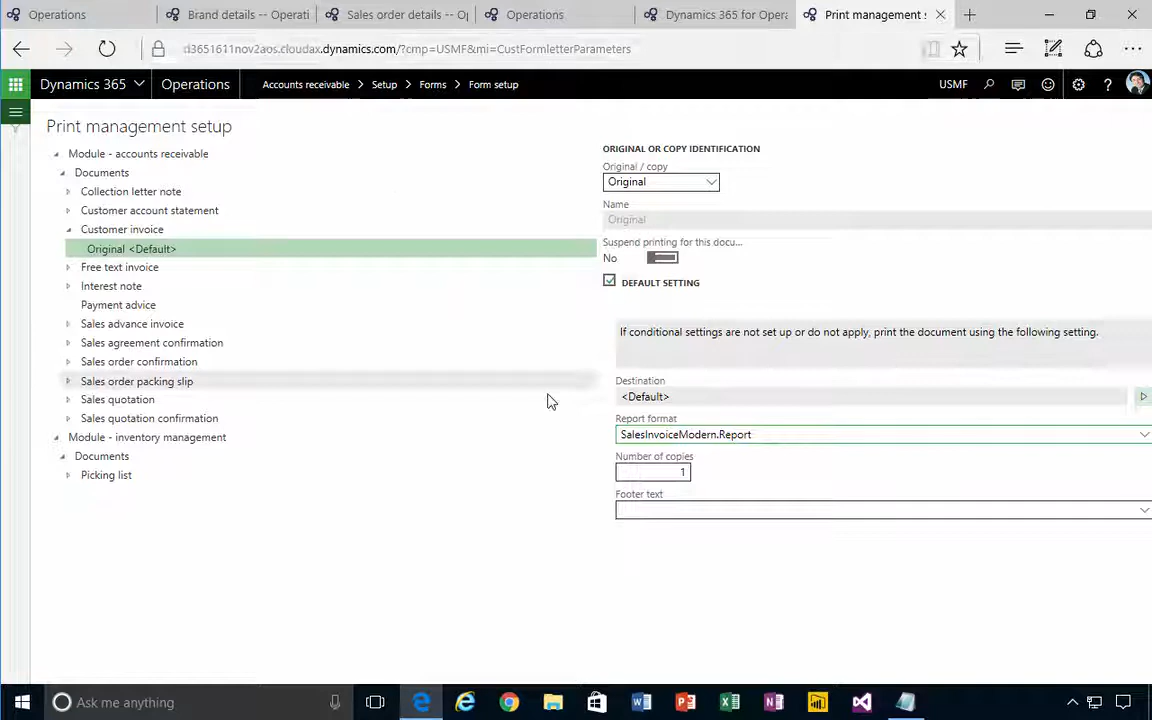 Operations
Brand details -- Operati
Sales order details -- Op
Operations
Dynamics 365 for Opera
Print management s
d3651611nov2aos.cloudax.dynamics.com/?cmp=USMF&mi=CustFormletterParameters
Dynamics 365
Operations
Accounts receivable > Setup > Forms > Form setup
USMF
Print management setup
Module - accounts receivable
Documents
Collection letter note
Customer account statement
Customer invoice
Original <Default>
Free text invoice
Interest note
Payment advice
Sales advance invoice
Sales agreement confirmation
Sales order confirmation
Sales order packing slip
Sales quotation
Sales quotation confirmation
Module - inventory management
Documents
Picking list
ORIGINAL OR COPY IDENTIFICATION
Original / copy
Original
Name
Original
Suspend printing for this docu...
No
DEFAULT SETTING
If conditional settings are not set up or do not apply, print the document using the following setting.
Destination
<Default>
Report format
SalesInvoiceModern.Report
Number of copies
1
Footer text
Ask me anything